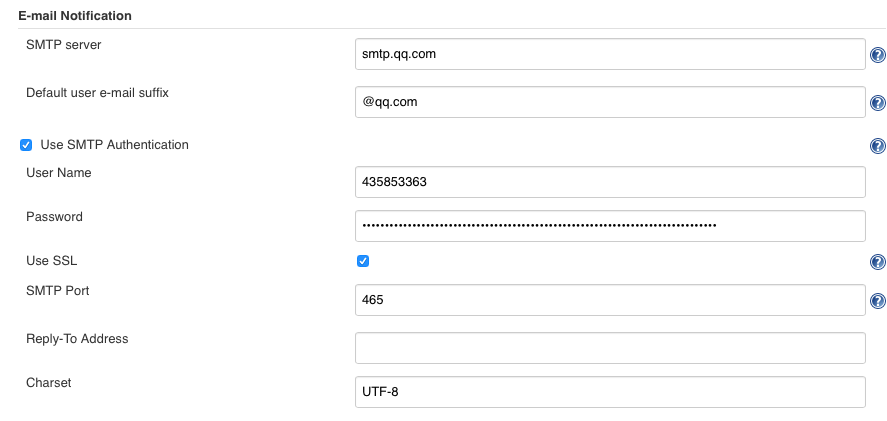 E-mail Notification
SMTP server
smtp.qq.com
Default user e-mail suffix
@qq.com
Use SMTP Authentication
User Name
435853363
Password
Use SSL
SMTP Port
465
Reply-To Address
Charset
UTF-8